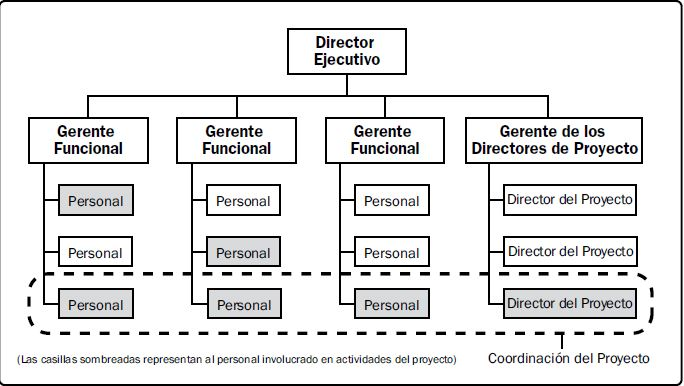 Director
Ejecutivo
Gerente
Funcional
Gerente
Funcional
Gerente
Funcional
Gerente de los
Directores de Proyecto
Personal
Personal
Personal
Director del Proyecto
Personal
Personal
Personal
Director del Proyecto
Personal
Personal
Personal
Director del Proyecto
(Las casillas sombreadas representan al personal involucrado en actividades del proyecto)
Coordinación del Proyecto